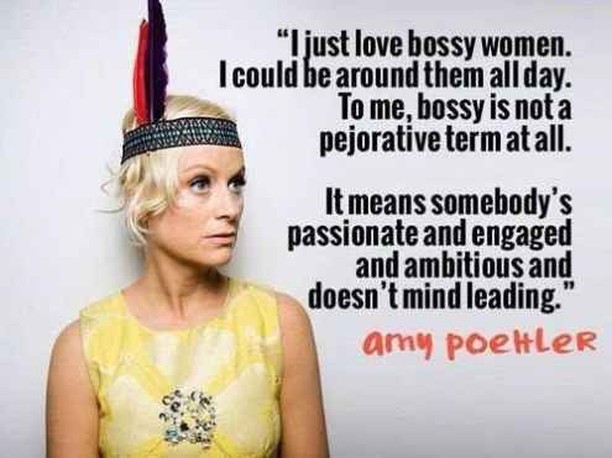 “I just love bossy women.
I could be around them all day.
To me, bossy is not a
pejorative term at all.
It means somebody’s
passionate and engaged
and ambitious and
doesn’t mind leading.”
amy poehler